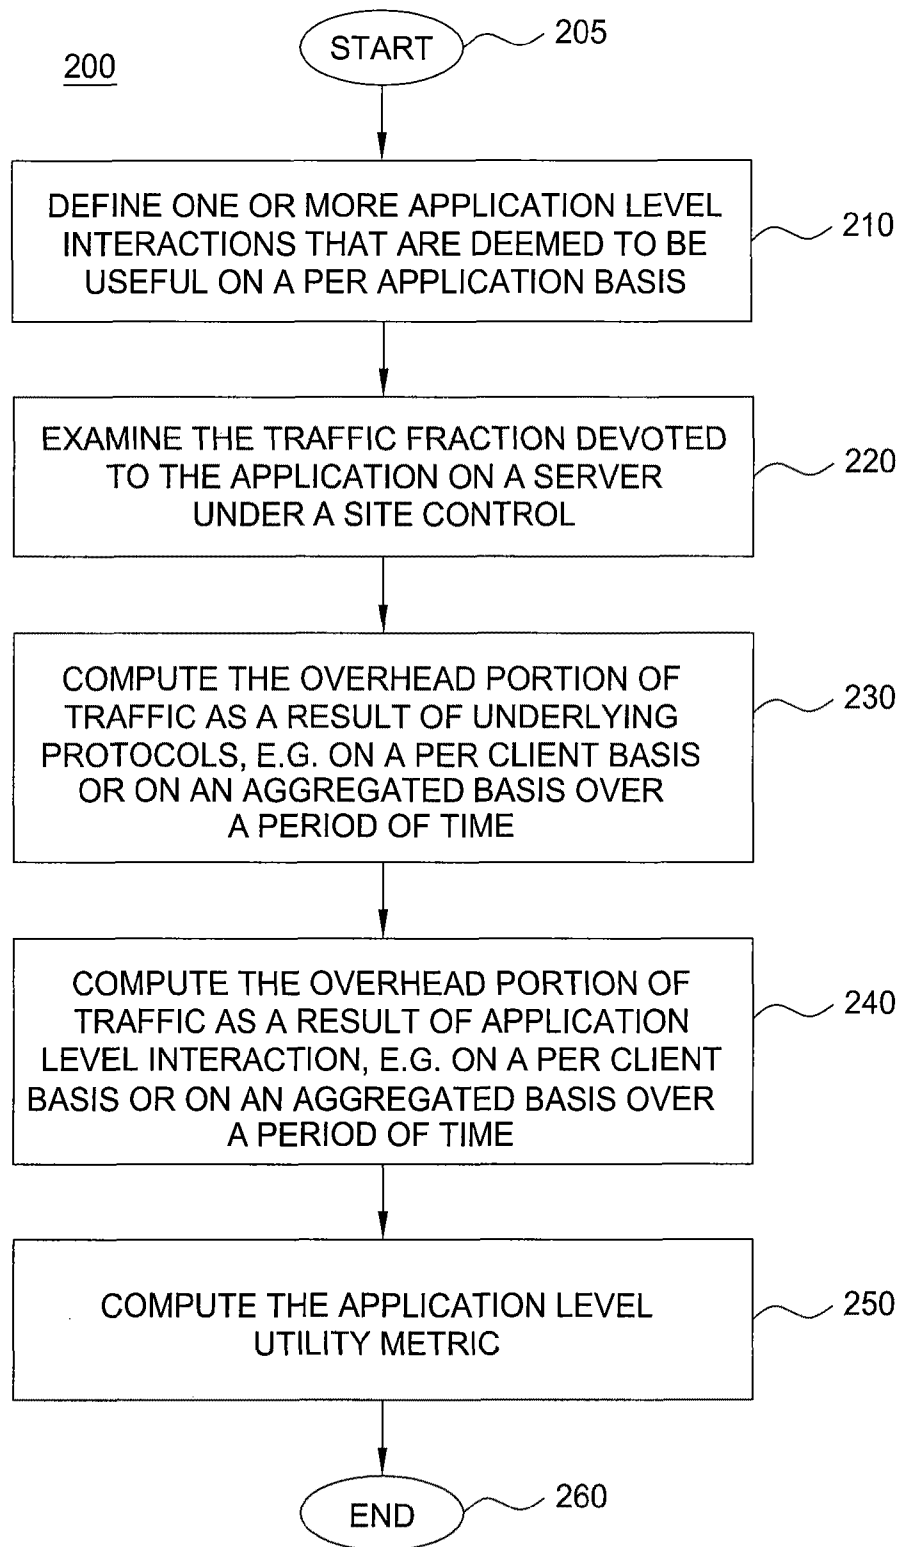 200
START
205
DEFINE ONE OR MORE APPLICATION LEVEL
INTERACTIONS THAT ARE DEEMED TO BE
USEFUL ON A PER APPLICATION BASIS
210
EXAMINE THE TRAFFIC FRACTION DEVOTED
TO THE APPLICATION ON A SERVER
UNDER A SITE CONTROL
220
COMPUTE THE OVERHEAD PORTION OF
TRAFFIC AS A RESULT OF UNDERLYING
PROTOCOLS, E.G. ON A PER CLIENT BASIS
OR ON AN AGGREGATED BASIS OVER
A PERIOD OF TIME
230
COMPUTE THE OVERHEAD PORTION OF
TRAFFIC AS A RESULT OF APPLICATION
LEVEL INTERACTION, E.G. ON A PER CLIENT
BASIS OR ON AN AGGREGATED BASIS OVER
A PERIOD OF TIME
240
COMPUTE THE APPLICATION LEVEL
UTILITY METRIC
250
END
260